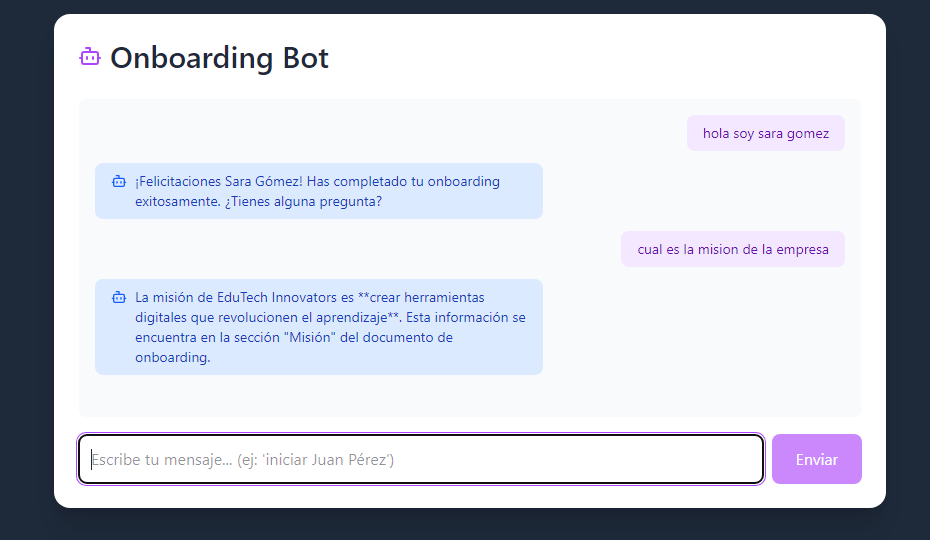 Onboarding Bot
hola soy sara gomez
¡Felicitaciones Sara Gómez! Has completado tu onboarding
exitosamente. ¿Tienes alguna pregunta?
cual es la mision de la empresa
La misión de EduTech Innovators es **crear herramientas
digitales que revolucionen el aprendizaje**. Esta información se
encuentra en la sección "Misión" del documento de
onboarding.
Escribe tu mensaje... (ej: 'iniciar Juan Pérez')
Enviar